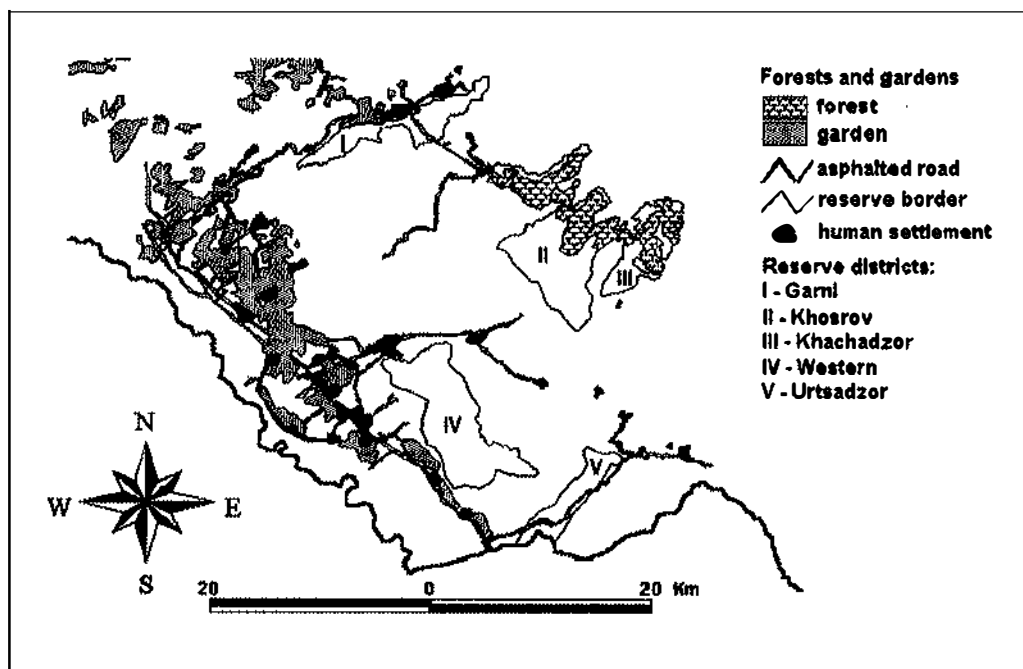 Forests and gardens
forest
garden
asphalted road
reserve border
human settlement
Reserve districts:
I - Garni
II - Khosrov
III - Khachadzor
IV - Western
V - Urtsadzor
I
II
III
IV
V
N
W E
S
20 0 20 Km